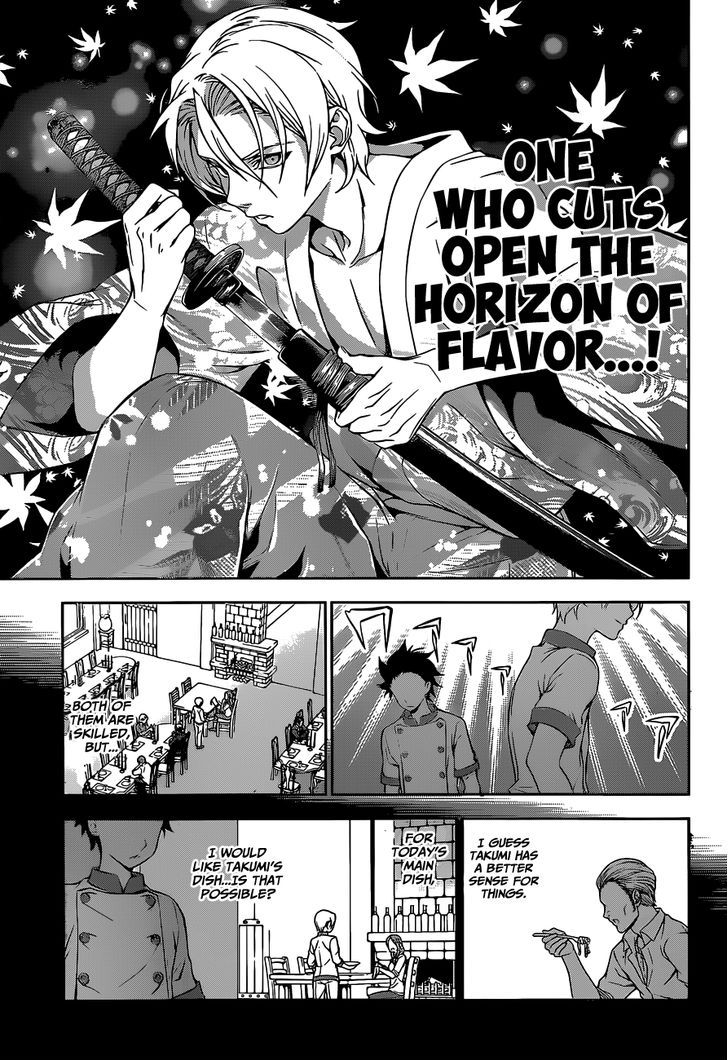 ONE
WHO CUTS
OPEN THE
HORIZON OF
FLAVOR....!
BOTH OF
THEM ARE
SKILLED,
BUT...
I GUESS
TAKUMI HAS
A BETTER
SENSE FOR
THINGS.
FOR
TODAY'S
MAIN
DISH,
I WOULD
LIKE TAKUMI'S
DISH...IS THAT
POSSIBLE?